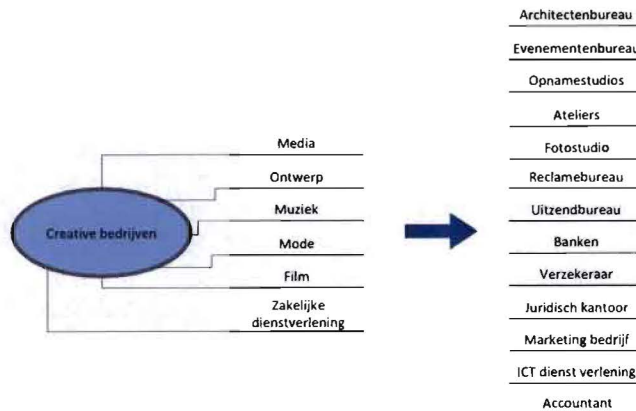 Creative bedrijven
Media
Ontwerp
Muziek
Mode
Film
Zakelijke
dienstverlening
Architectenbureau
Evenementenbureau
Opnamestudios
Ateliers
Fotostudio
Reclamebureau
Uitzendbureau
Banken
Verzekeraar
Juridisch kantoor
Marketing bedrijf
ICT dienst verlening
Accountant